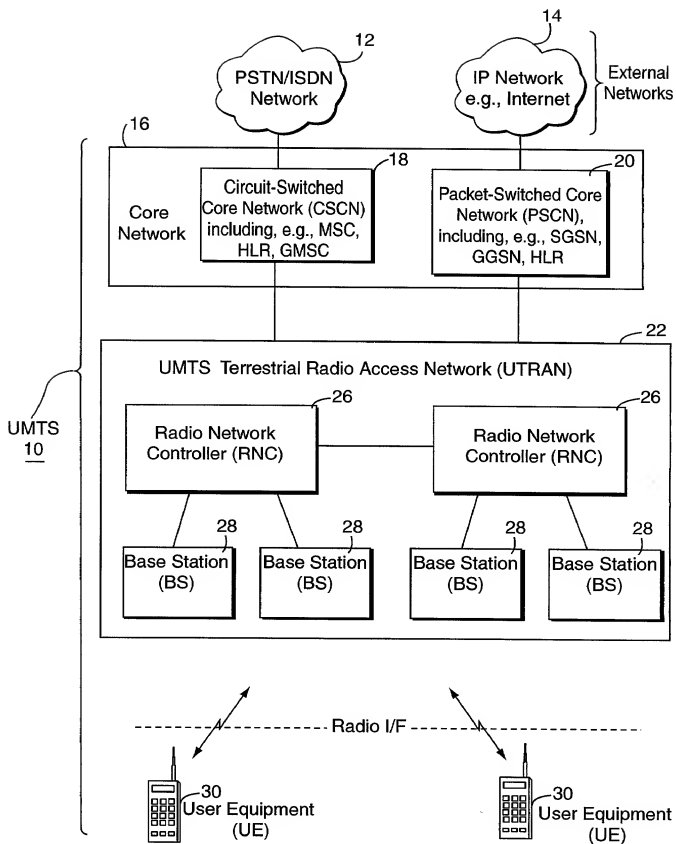 12
14
PSTN/ISDN
Network
IP Network
e.g., Internet
External
Networks
16
18
20
Core
Network
Circuit-Switched
Core Network (CSCN)
including, e.g., MSC,
HLR, GMSC
Packet-Switched Core
Network (PSCN),
including, e.g., SGSN,
GGSN, HLR
22
UMTS Terrestrial Radio Access Network (UTRAN)
UMTS
10
26
26
Radio Network
Controller (RNC)
Radio Network
Controller (RNC)
28
28
28
28
Base Station
(BS)
Base Station
(BS)
Base Station
(BS)
Base Station
(BS)
Radio I/F
30
User Equipment
(UE)
30
User Equipment
(UE)